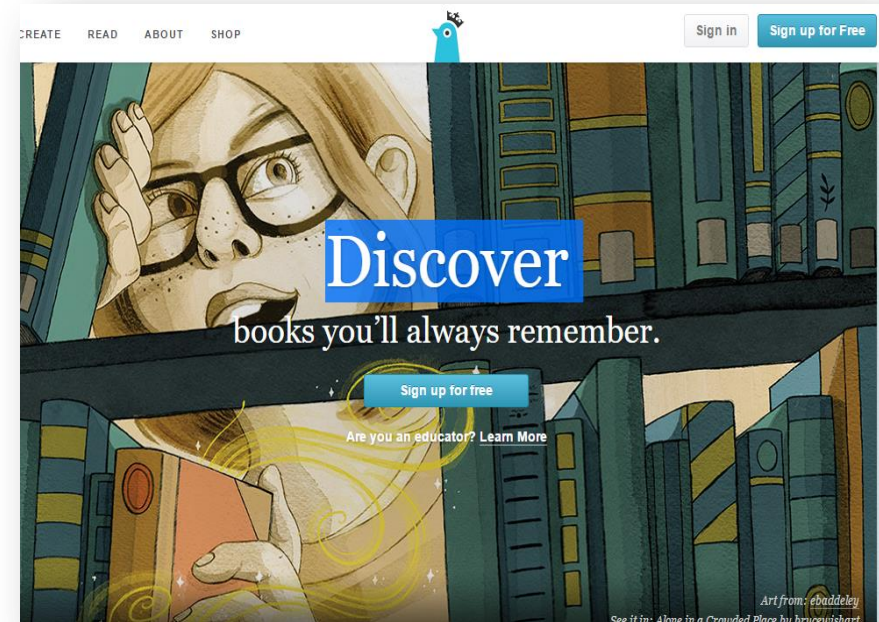 CREATE READ ABOUT SHOP Sign in Sign up for Free
Discover
books you'll always remember.
Sign up for free
Are you an educator? Learn More
Art from: ebaddeley
See it in: Alone in a Crowded Place by brucewishart